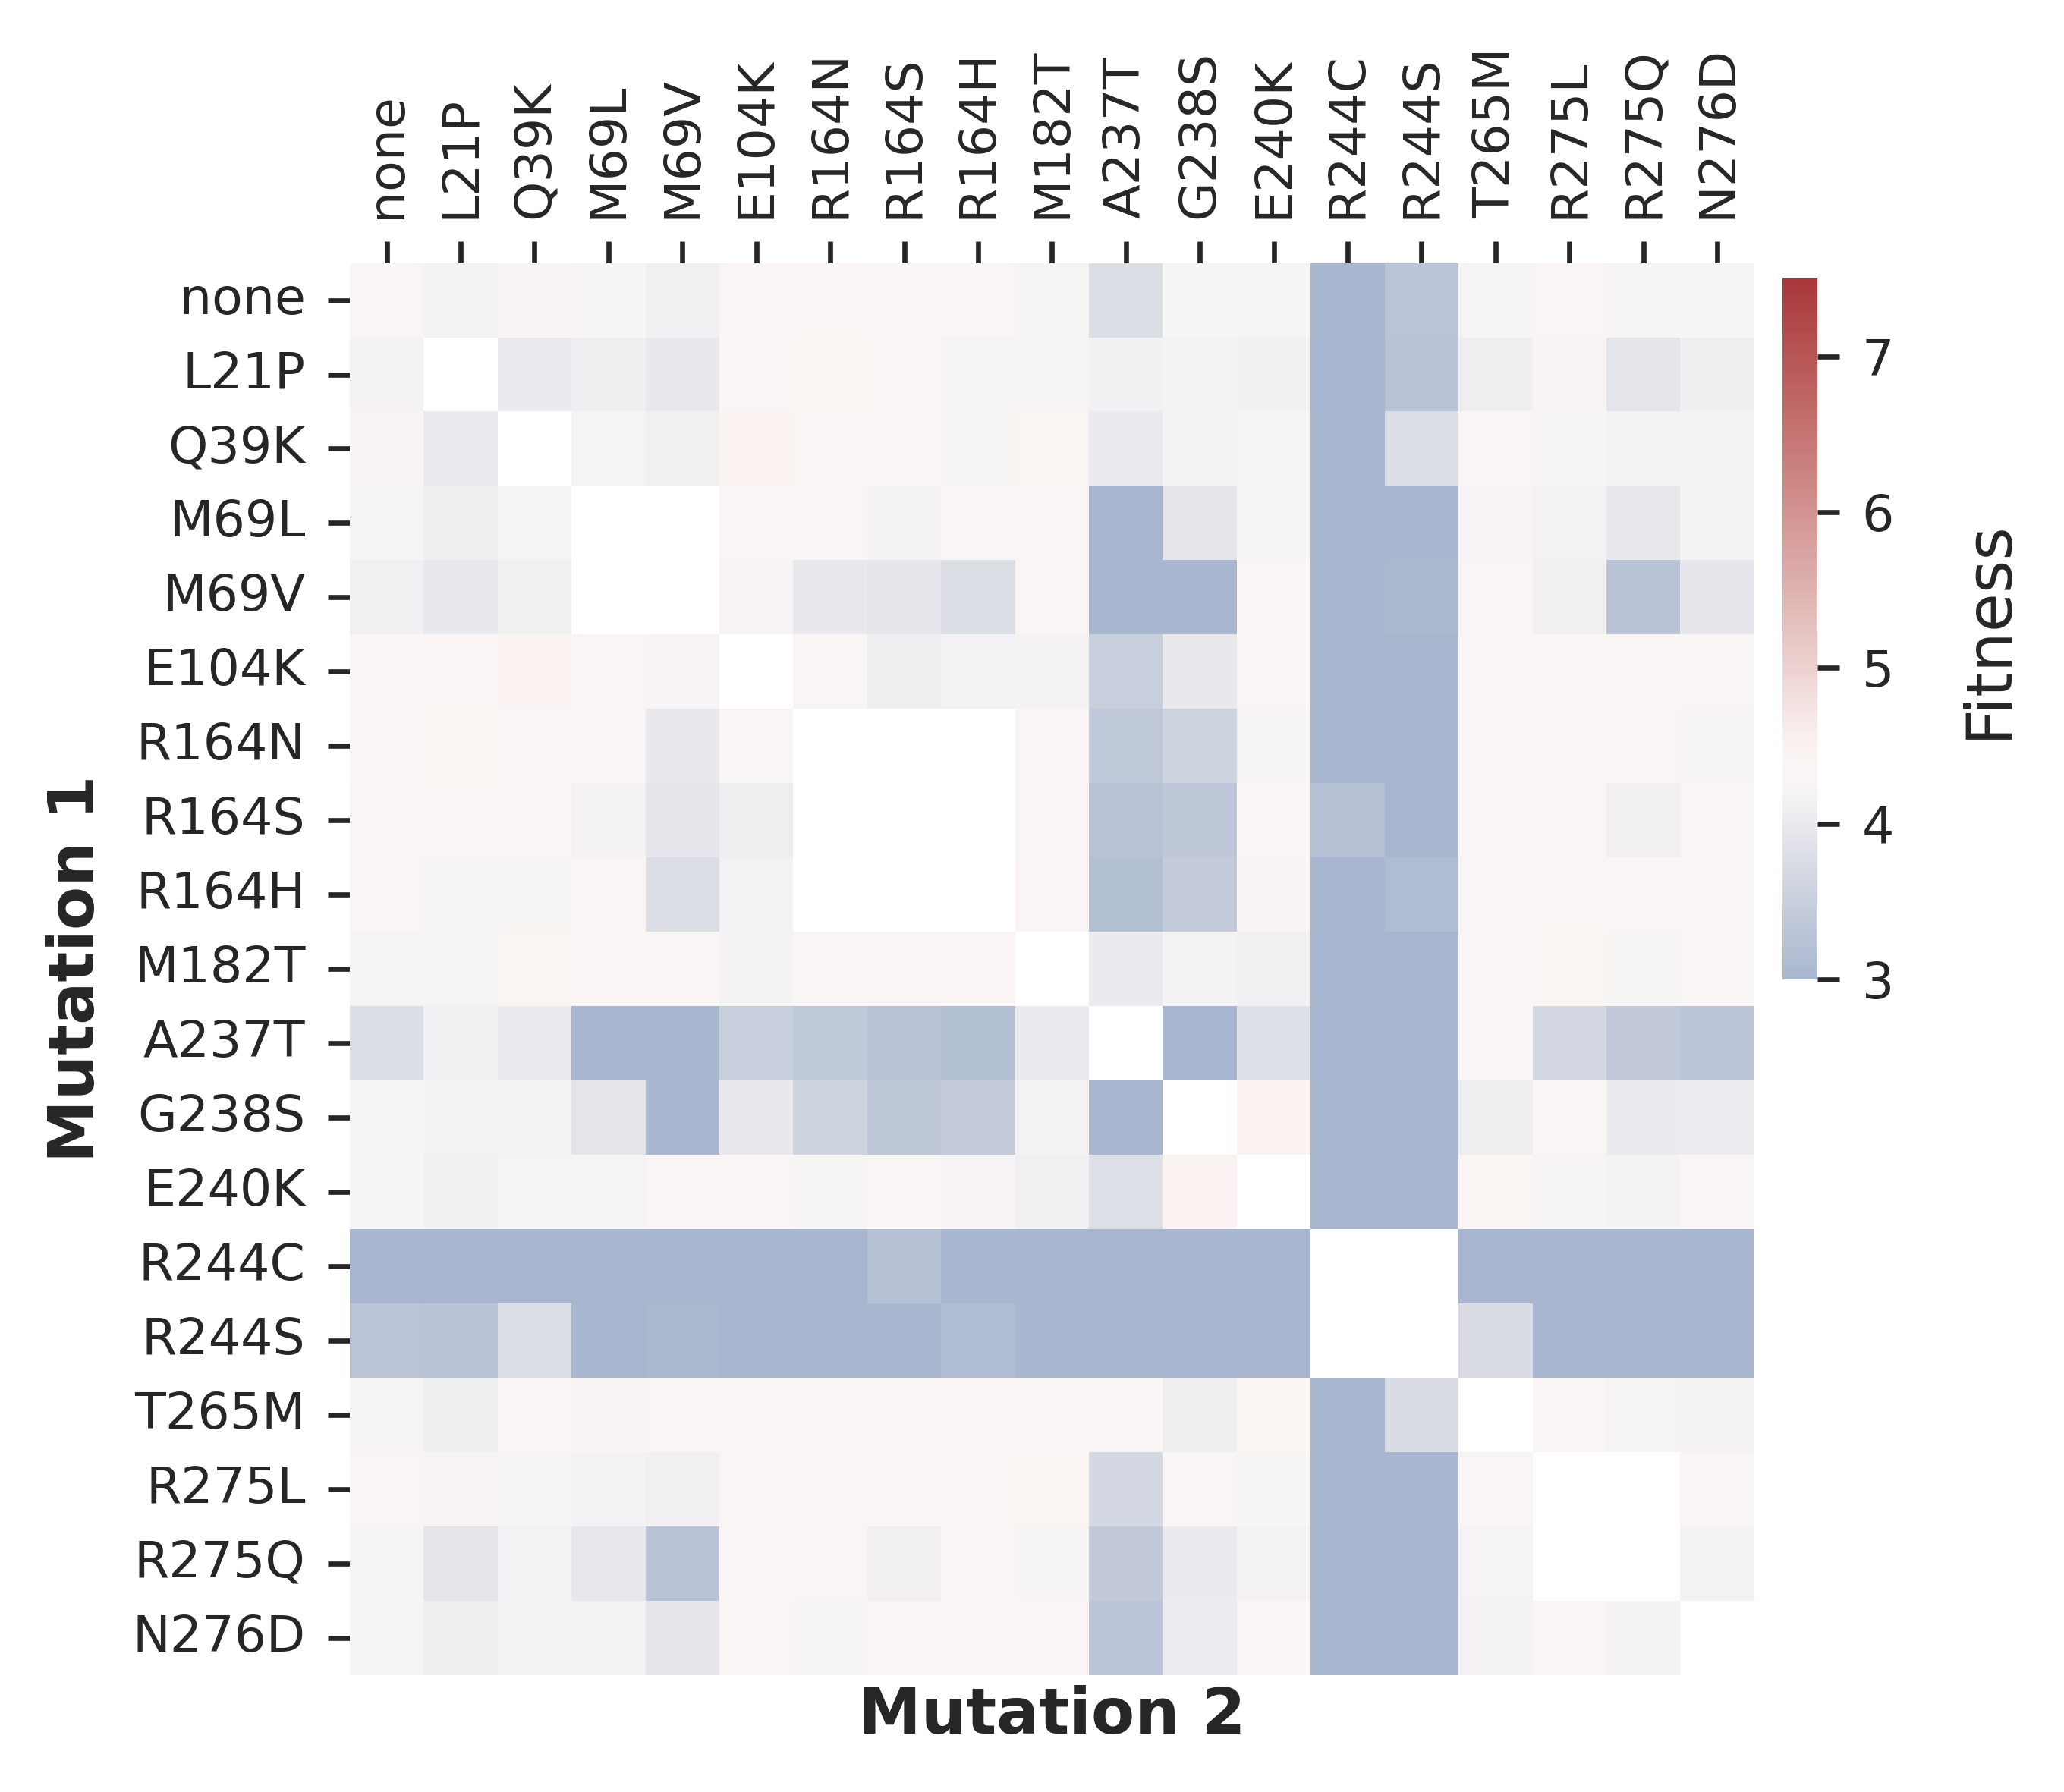 none
L21P
Q39K
M69L
M69V
E104K
R164N
R164S
R164H
M182T
A237T
G238S
E240K
R244C
R244S
T265M
R275L
R275Q
N276D
none
L21P
Q39K
M69L
M69V
E104K
R164N
R164S
R164H
M182T
A237T
G238S
E240K
R244C
R244S
T265M
R275L
R275Q
N276D
Mutation 1
Mutation 2
7
6
5
4
3
Fitness